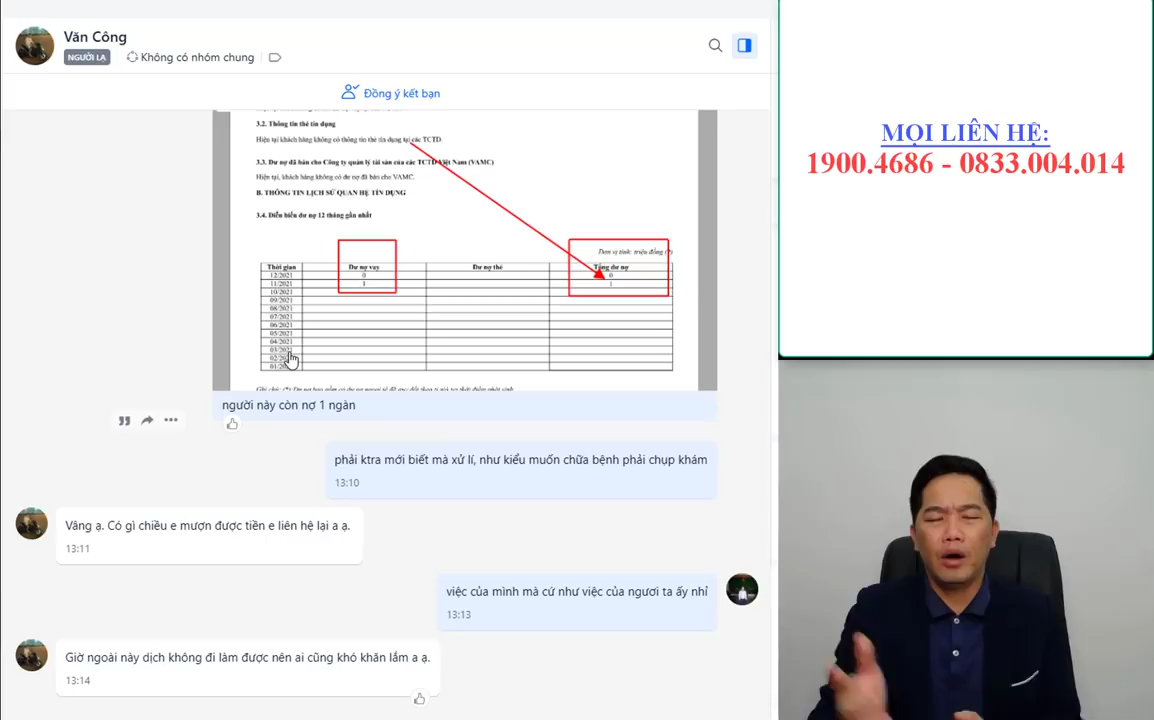 Văn Công
NGƯỜI LẠ
Không có nhóm chung
Đồng ý kết bạn
MỌI LIÊN HỆ:
1900.4686 - 0833.004.014
3.2. Thông tin thẻ tín dụng
Hiện tại khách hàng không có thông tin thẻ tín dụng tại các TCTD.
3.3. Dư nợ đã bán cho Công ty quản lý tài sản của các TCTD Việt Nam (VAMC)
Hiện tại, khách hàng không có dư nợ đã bán cho VAMC.
B. THÔNG TIN LỊCH SỬ QUAN HỆ TÍN DỤNG
3.4. Diễn biến dư nợ 12 tháng gần nhất
Đơn vị tính: triệu đồng (*)
Thời gian Dư nợ vay Dư nợ thẻ Tổng dư nợ
12/2021 0 0
11/2021 1 1
10/2021
09/2021
08/2021
07/2021
06/2021
05/2021
04/2021
03/2021
người này còn nợ 1 ngàn
phải ktra mới biết mà xử lí, như kiểu muốn chữa bệnh phải chụp khám
13:10
Vâng ạ. Có gì chiều e mượn được tiền e liên hệ lại a ạ.
13:11
việc của mình mà cứ như việc của ngươi ta ấy nhỉ
13:13
Giờ ngoài này dịch không đi làm được nên ai cũng khó khăn lắm a ạ.
13:14